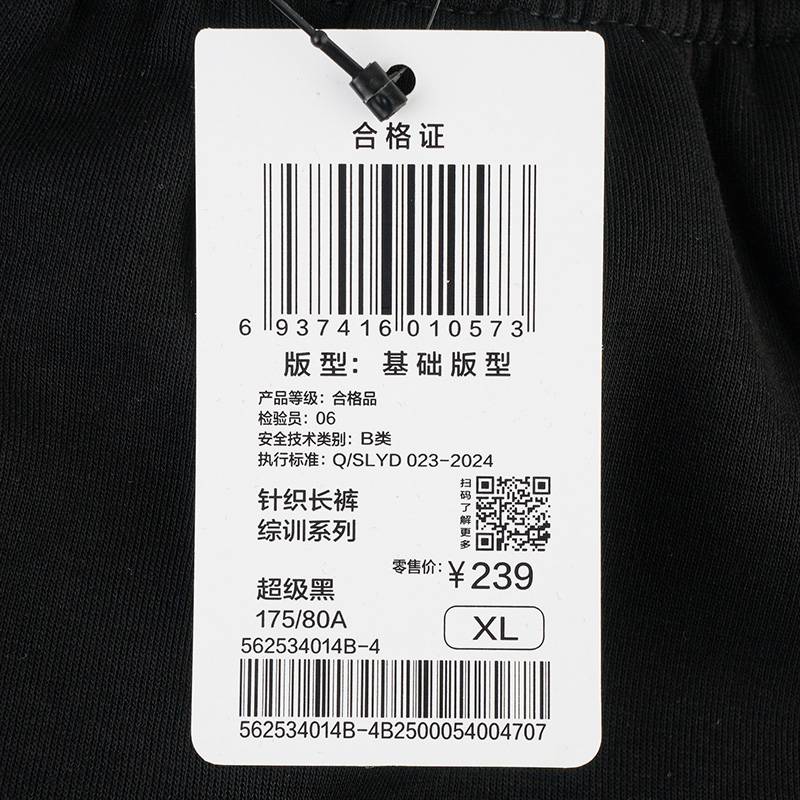 合格证
6 937416 010573
版型：基础版型
产品等级：合格品
检验员：06
安全技术类别：B类
执行标准：Q/SLYD 023-2024
针织长裤
综训系列
扫码了解更多
零售价：¥239
超级黑
175/80A
XL
562534014B-4
562534014B-4B2500054004707